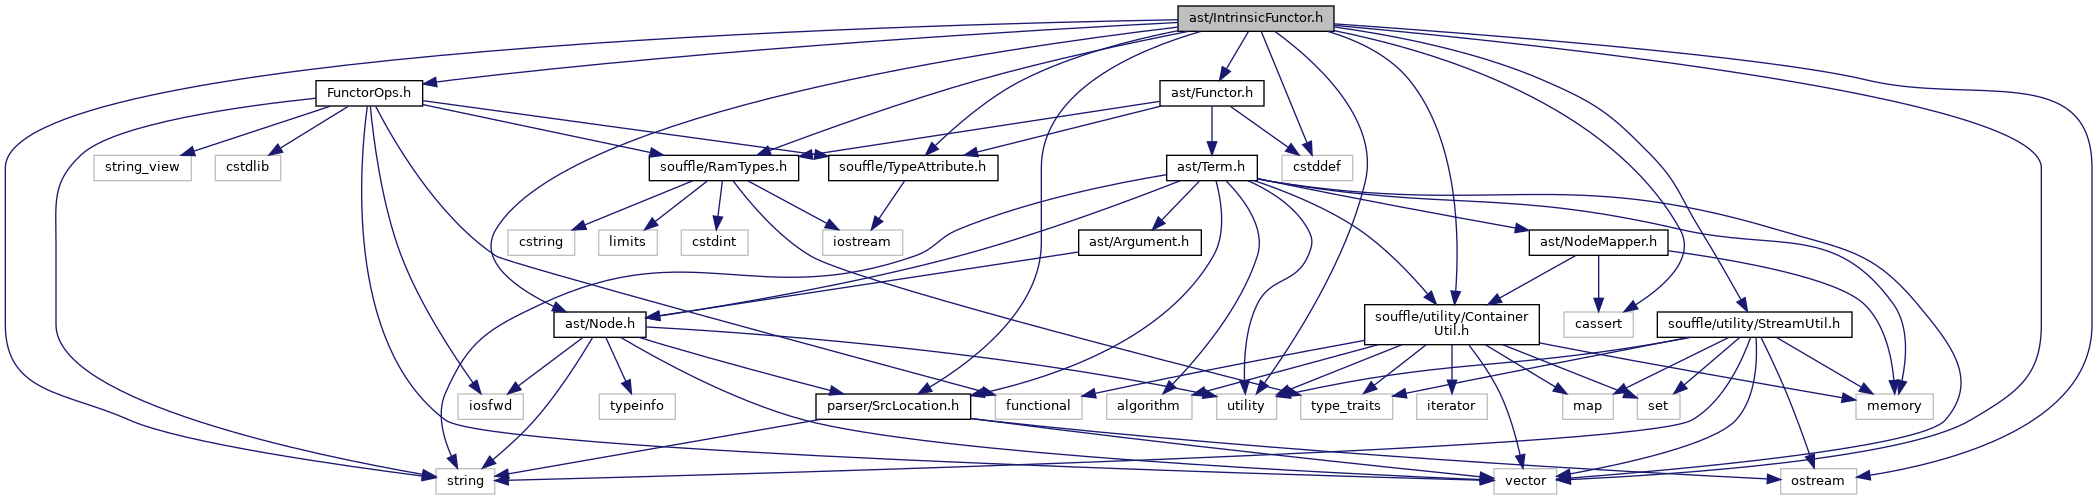 ast/IntrinsicFunctor.h
FunctorOps.h
ast/Functor.h
string_view
cstdlib
souffle/RamTypes.h
souffle/TypeAttribute.h
ast/Term.h
cstddef
cstring
limits
cstdint
iostream
ast/Argument.h
ast/NodeMapper.h
ast/Node.h
souffle/utility/Container
Util.h
cassert
souffle/utility/StreamUtil.h
iosfwd
typeinfo
parser/SrcLocation.h
functional
algorithm
utility
type_traits
iterator
map
set
memory
string
vector
ostream